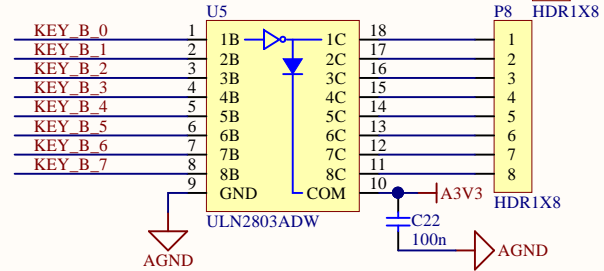 U5
P8
HDR1X8
KEY_B_0 1 1B 1C 18 1
KEY_B_1 2 2B 2C 17 2
KEY_B_2 3 3B 3C 16 3
KEY_B_3 4 4B 4C 15 4
KEY_B_4 5 5B 5C 14 5
KEY_B_5 6 6B 6C 13 6
KEY_B_6 7 7B 7C 12 7
KEY_B_7 8 8B 8C 11 8
9 GND COM 10 A3V3
HDR1X8
ULN2803ADW
C22
100n
AGND
AGND